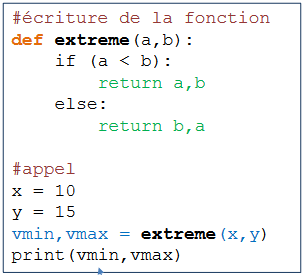 #écriture de la fonction
def extreme(a,b):
    if (a < b):
        return a,b
    else:
        return b,a

#appel
x = 10
y = 15
vmin,vmax = extreme(x,y)
print(vmin,vmax)